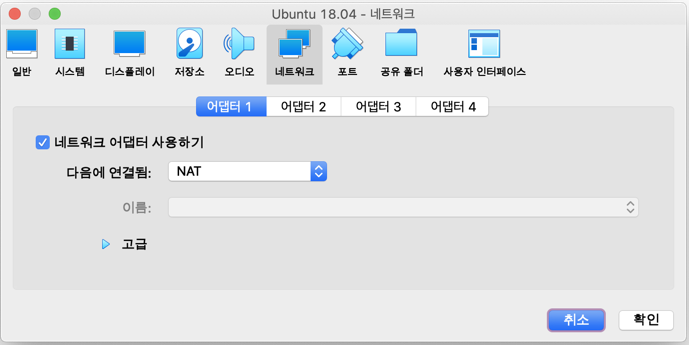 Ubuntu 18.04 - 네트워크
일반 시스템 디스플레이 저장소 오디오 네트워크 포트 공유 폴더 사용자 인터페이스
어댑터 1 어댑터 2 어댑터 3 어댑터 4
네트워크 어댑터 사용하기
다음에 연결됨: NAT
이름:
고급
취소 확인